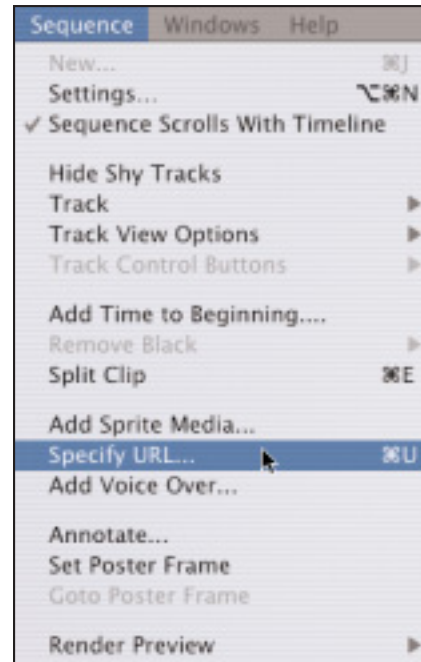 Sequence Windows Help
New... ⌘J
Settings... ⌥⌘N
✓ Sequence Scrolls With Timeline
Hide Shy Tracks
Track
Track View Options
Track Control Buttons
Add Time to Beginning....
Remove Black
Split Clip ⌘E
Add Sprite Media...
Specify URL... ⌘U
Add Voice Over...
Annotate...
Set Poster Frame
Goto Poster Frame
Render Preview